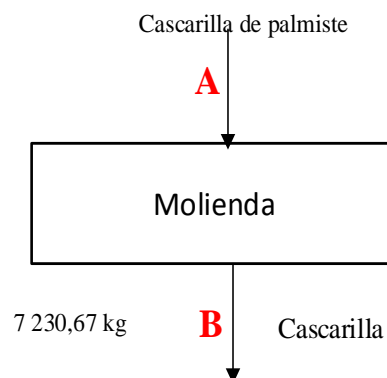 Cascarilla de palmiste
A
Molienda
7 230,67 kg
B
Cascarilla